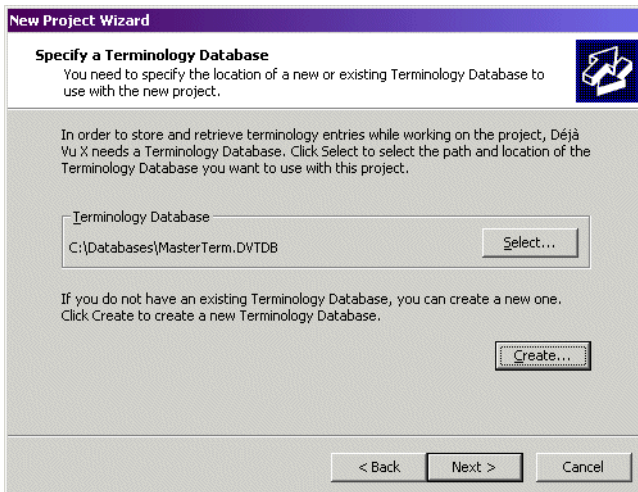 New Project Wizard
Specify a Terminology Database
You need to specify the location of a new or existing Terminology Database to
use with the new project.
In order to store and retrieve terminology entries while working on the project, Déjà
Vu X needs a Terminology Database. Click Select to select the path and location of the
Terminology Database you want to use with this project.
Terminology Database
C:\Databases\MasterTerm.DVTDB
Select...
If you do not have an existing Terminology Database, you can create a new one.
Click Create to create a new Terminology Database.
Create...
< Back
Next >
Cancel